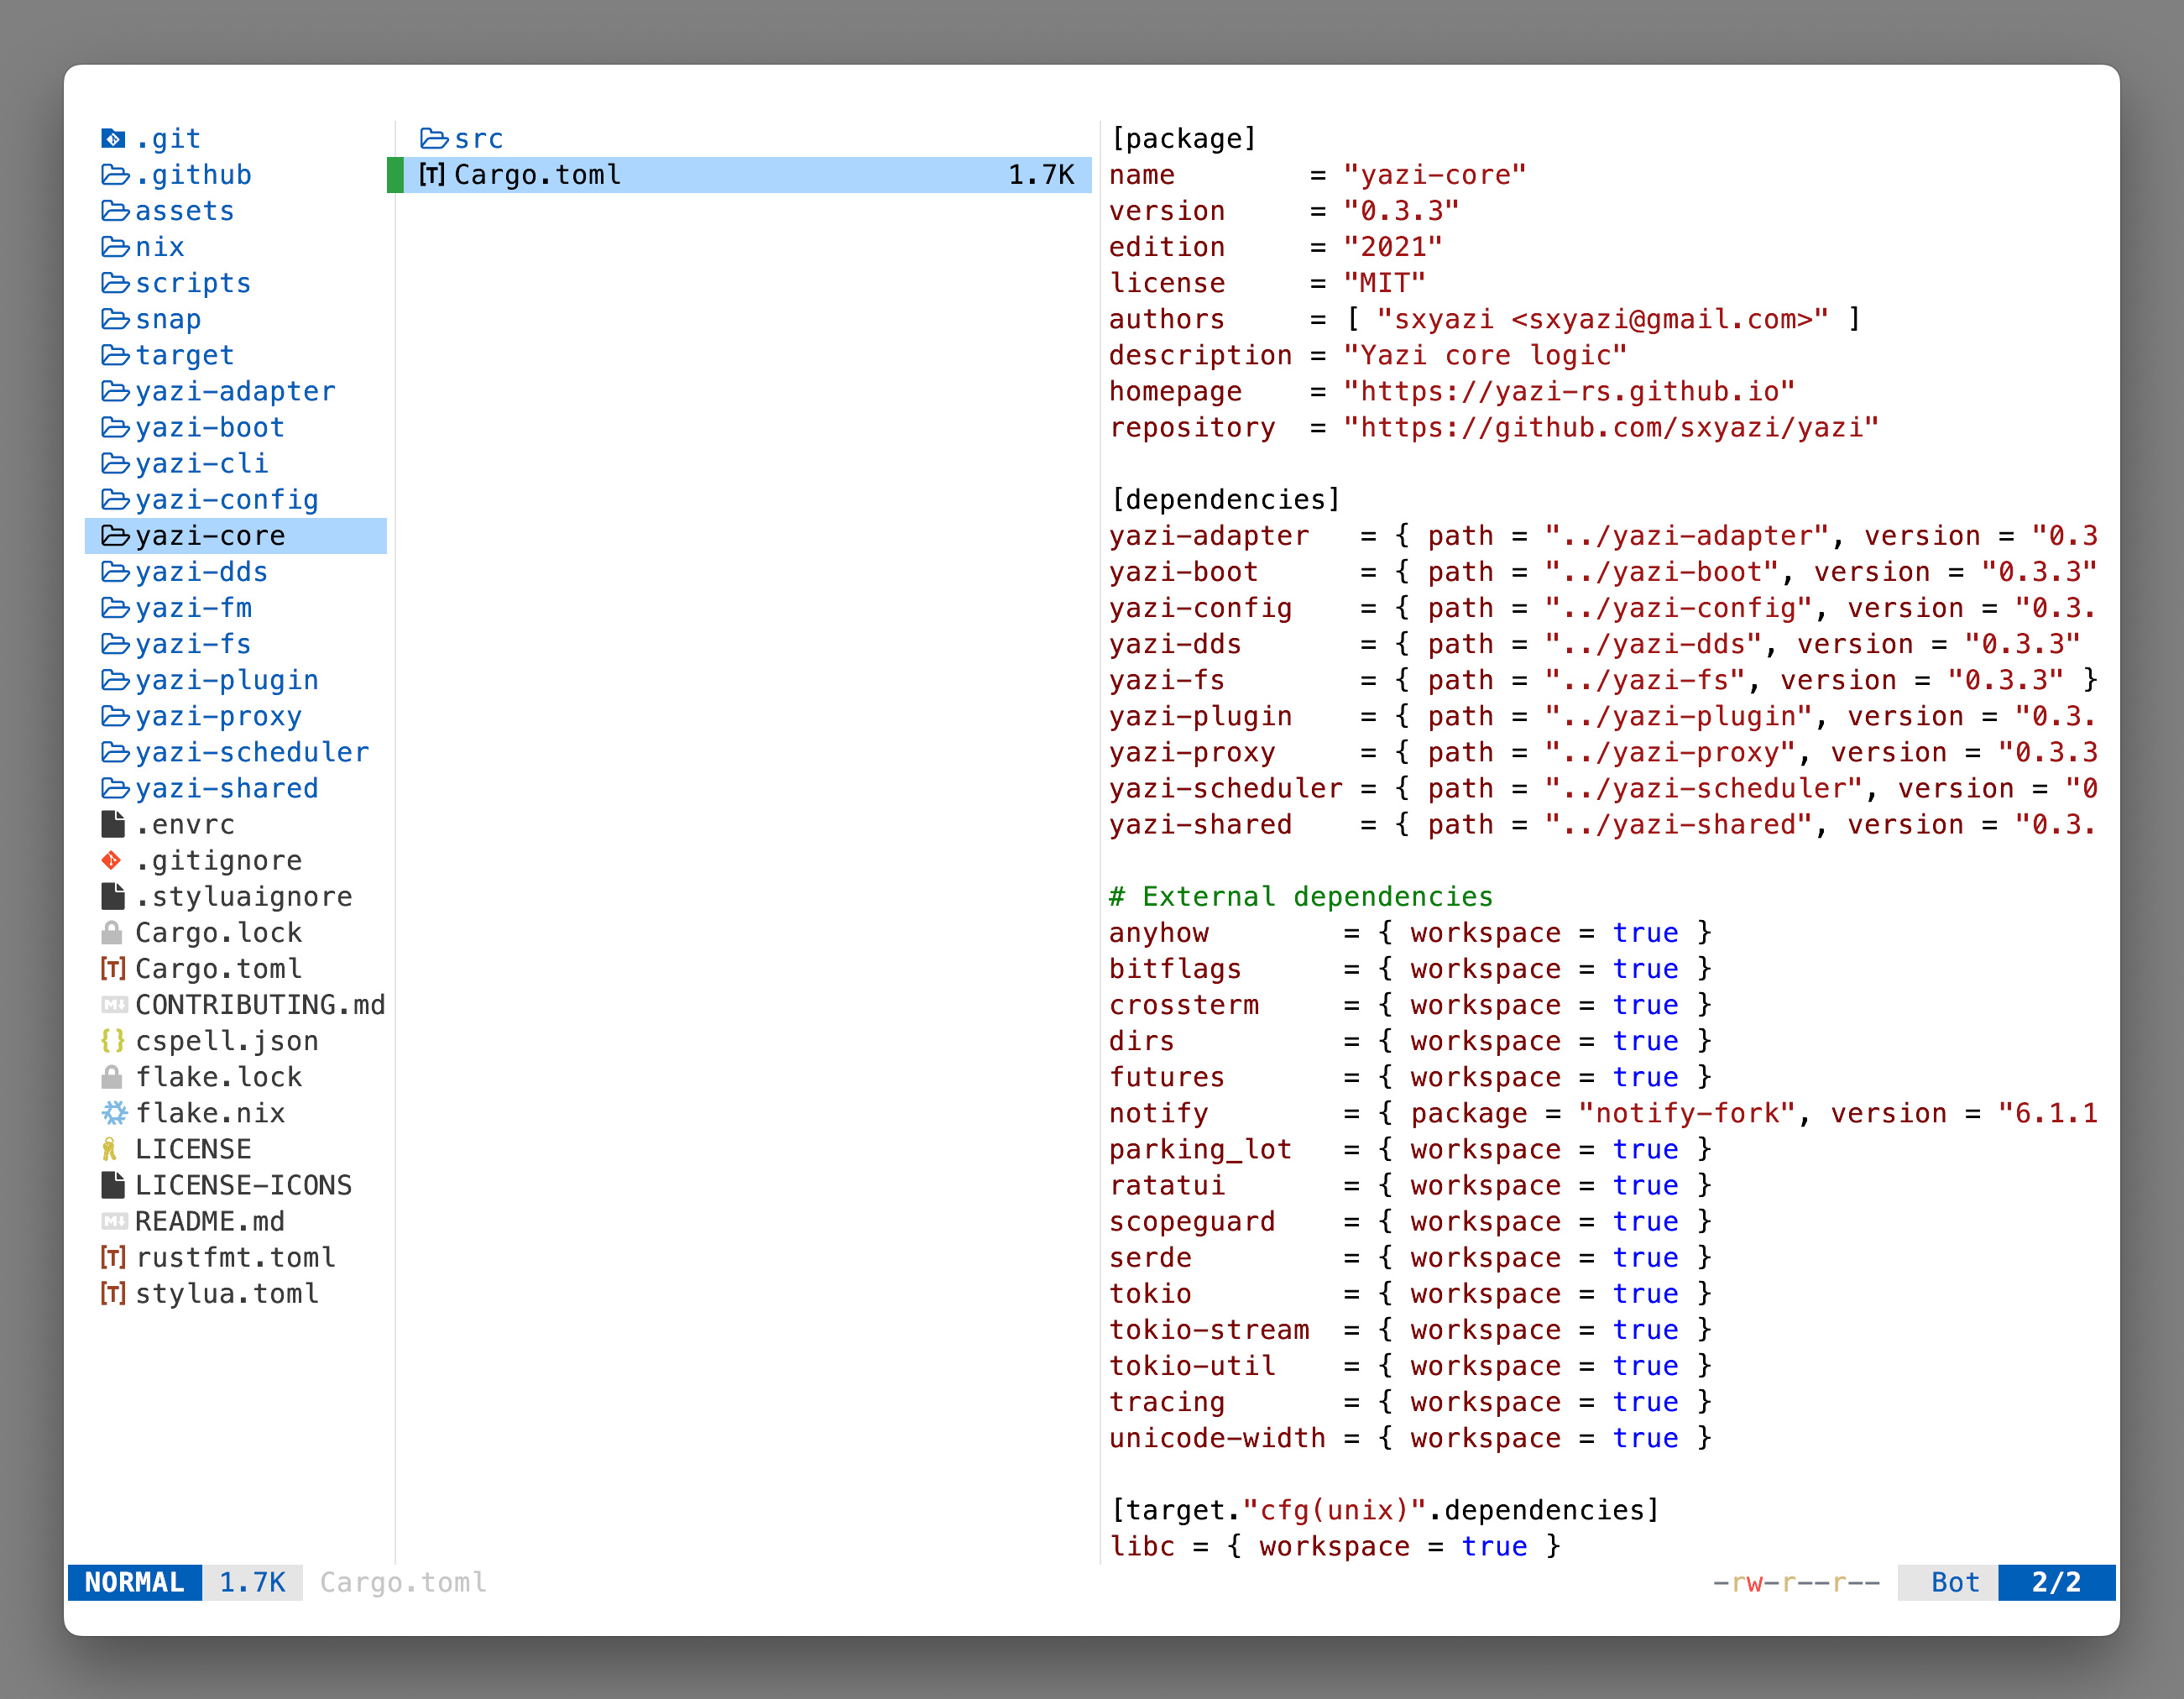 .git
.github
assets
nix
scripts
snap
target
yazi-adapter
yazi-boot
yazi-cli
yazi-config
yazi-core
yazi-dds
yazi-fm
yazi-fs
yazi-plugin
yazi-proxy
yazi-scheduler
yazi-shared
.envrc
.gitignore
.styluaignore
Cargo.lock
Cargo.toml
CONTRIBUTING.md
cspell.json
flake.lock
flake.nix
LICENSE
LICENSE-ICONS
README.md
rustfmt.toml
stylua.toml
src
Cargo.toml 1.7K
[package]
name        = "yazi-core"
version     = "0.3.3"
edition     = "2021"
license     = "MIT"
authors     = [ "sxyazi <sxyazi@gmail.com>" ]
description = "Yazi core logic"
homepage    = "https://yazi-rs.github.io"
repository  = "https://github.com/sxyazi/yazi"
[dependencies]
yazi-adapter   = { path = "../yazi-adapter", version = "0.3
yazi-boot      = { path = "../yazi-boot", version = "0.3.3"
yazi-config    = { path = "../yazi-config", version = "0.3.
yazi-dds       = { path = "../yazi-dds", version = "0.3.3"
yazi-fs        = { path = "../yazi-fs", version = "0.3.3" }
yazi-plugin    = { path = "../yazi-plugin", version = "0.3.
yazi-proxy     = { path = "../yazi-proxy", version = "0.3.3
yazi-scheduler = { path = "../yazi-scheduler", version = "0
yazi-shared    = { path = "../yazi-shared", version = "0.3.
# External dependencies
anyhow        = { workspace = true }
bitflags      = { workspace = true }
crossterm     = { workspace = true }
dirs          = { workspace = true }
futures       = { workspace = true }
notify        = { package = "notify-fork", version = "6.1.1
parking_lot   = { workspace = true }
ratatui       = { workspace = true }
scopeguard    = { workspace = true }
serde         = { workspace = true }
tokio         = { workspace = true }
tokio-stream  = { workspace = true }
tokio-util    = { workspace = true }
tracing       = { workspace = true }
unicode-width = { workspace = true }
[target."cfg(unix)".dependencies]
libc = { workspace = true }
NORMAL 1.7K Cargo.toml -rw-r--r-- Bot 2/2